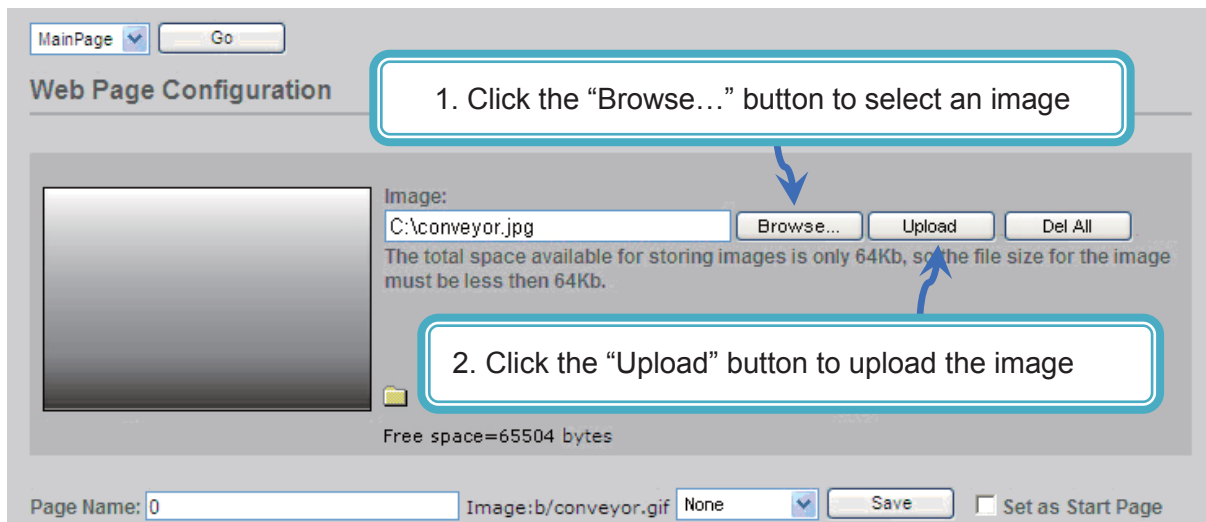 MainPage Go
Web Page Configuration
1. Click the “Browse…” button to select an image
Image:
C:\conveyor.jpg Browse... Upload Del All
The total space available for storing images is only 64Kb, so the file size for the image
must be less then 64Kb.
2. Click the “Upload” button to upload the image
Free space=65504 bytes
Page Name: 0 Image:b/conveyor.gif None Save Set as Start Page